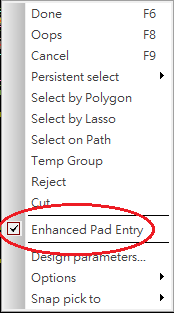 Done F6
Oops F8
Cancel F9
Persistent select
Select by Polygon
Select by Lasso
Select on Path
Temp Group
Reject
Cut
Enhanced Pad Entry
Design parameters...
Options
Snap pick to